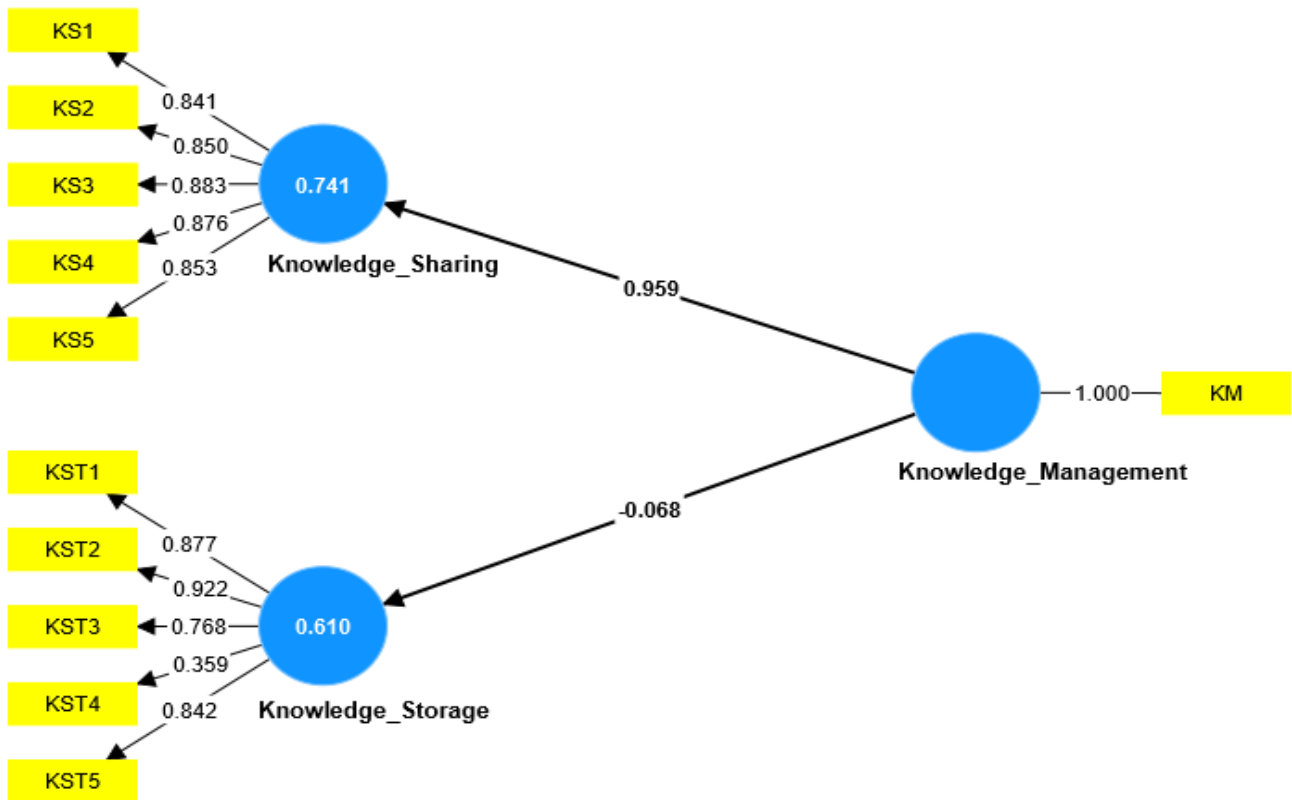 KS1
0.841
KS2
0.850
KS3
0.883
0.741
KS4
0.876
0.853
Knowledge_Sharing
KS5
0.959
1.000
KM
Knowledge_Management
-0.068
KST1
0.877
KST2
0.922
KST3
0.768
0.610
KST4
0.359
0.842
Knowledge_Storage
KST5